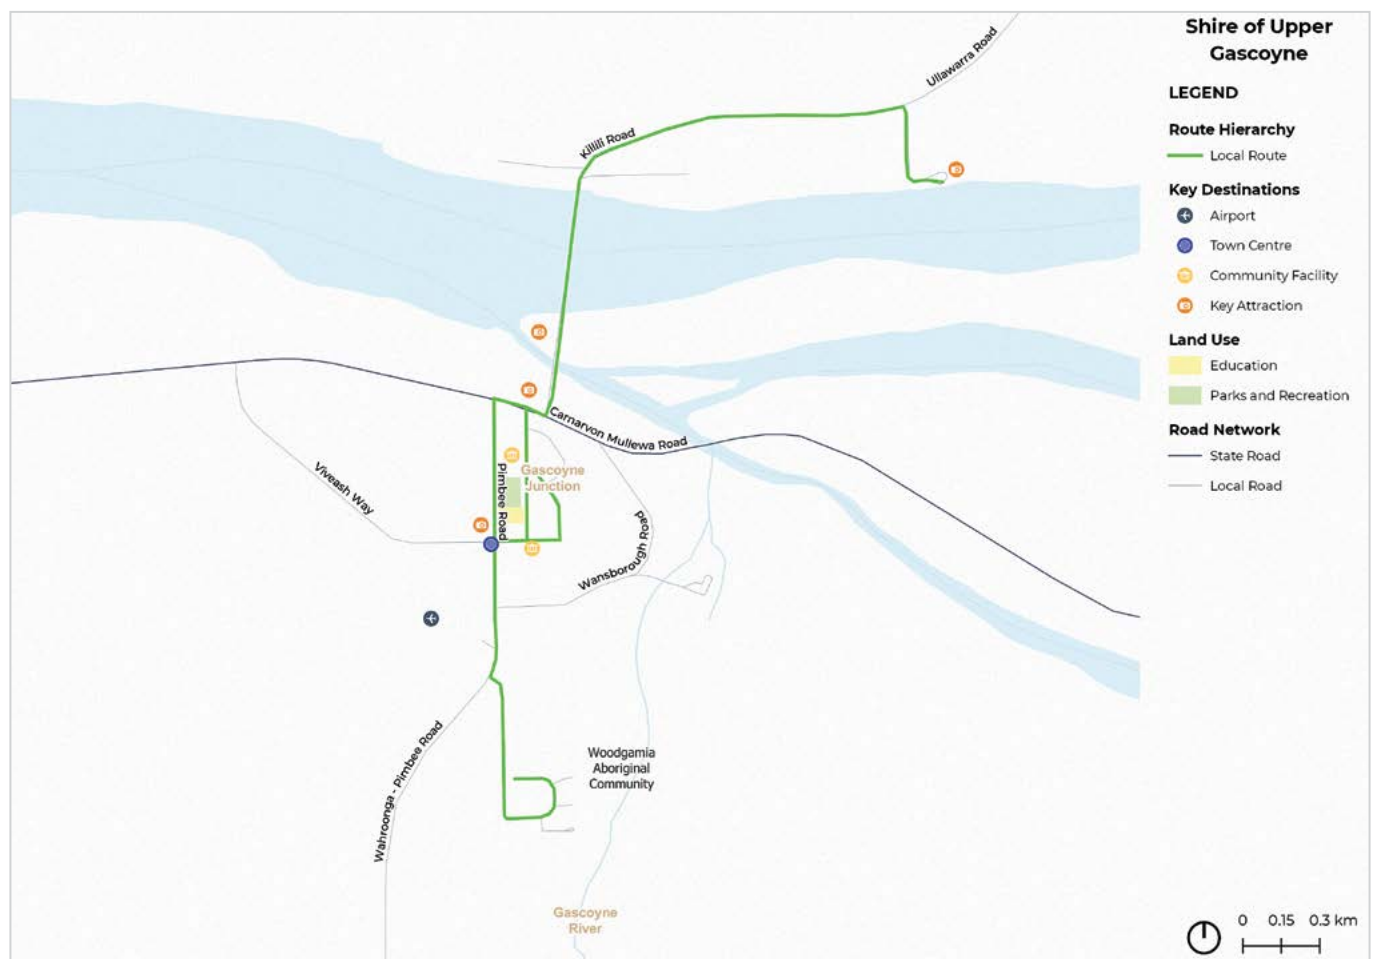 Shire of Upper
Gascoyne
LEGEND
Route Hierarchy
Local Route
Key Destinations
Airport
Town Centre
Community Facility
Key Attraction
Land Use
Education
Parks and Recreation
Road Network
State Road
Local Road
Ullawarra Road
Killili Road
Carnarvon Mullewa Road
Viveash Way
Pimbee Road
Gascoyne
Junction
Wansborough Road
Wahroonga - Pimbee Road
Woodgamia
Aboriginal
Community
Gascoyne
River
0 0.15 0.3 km